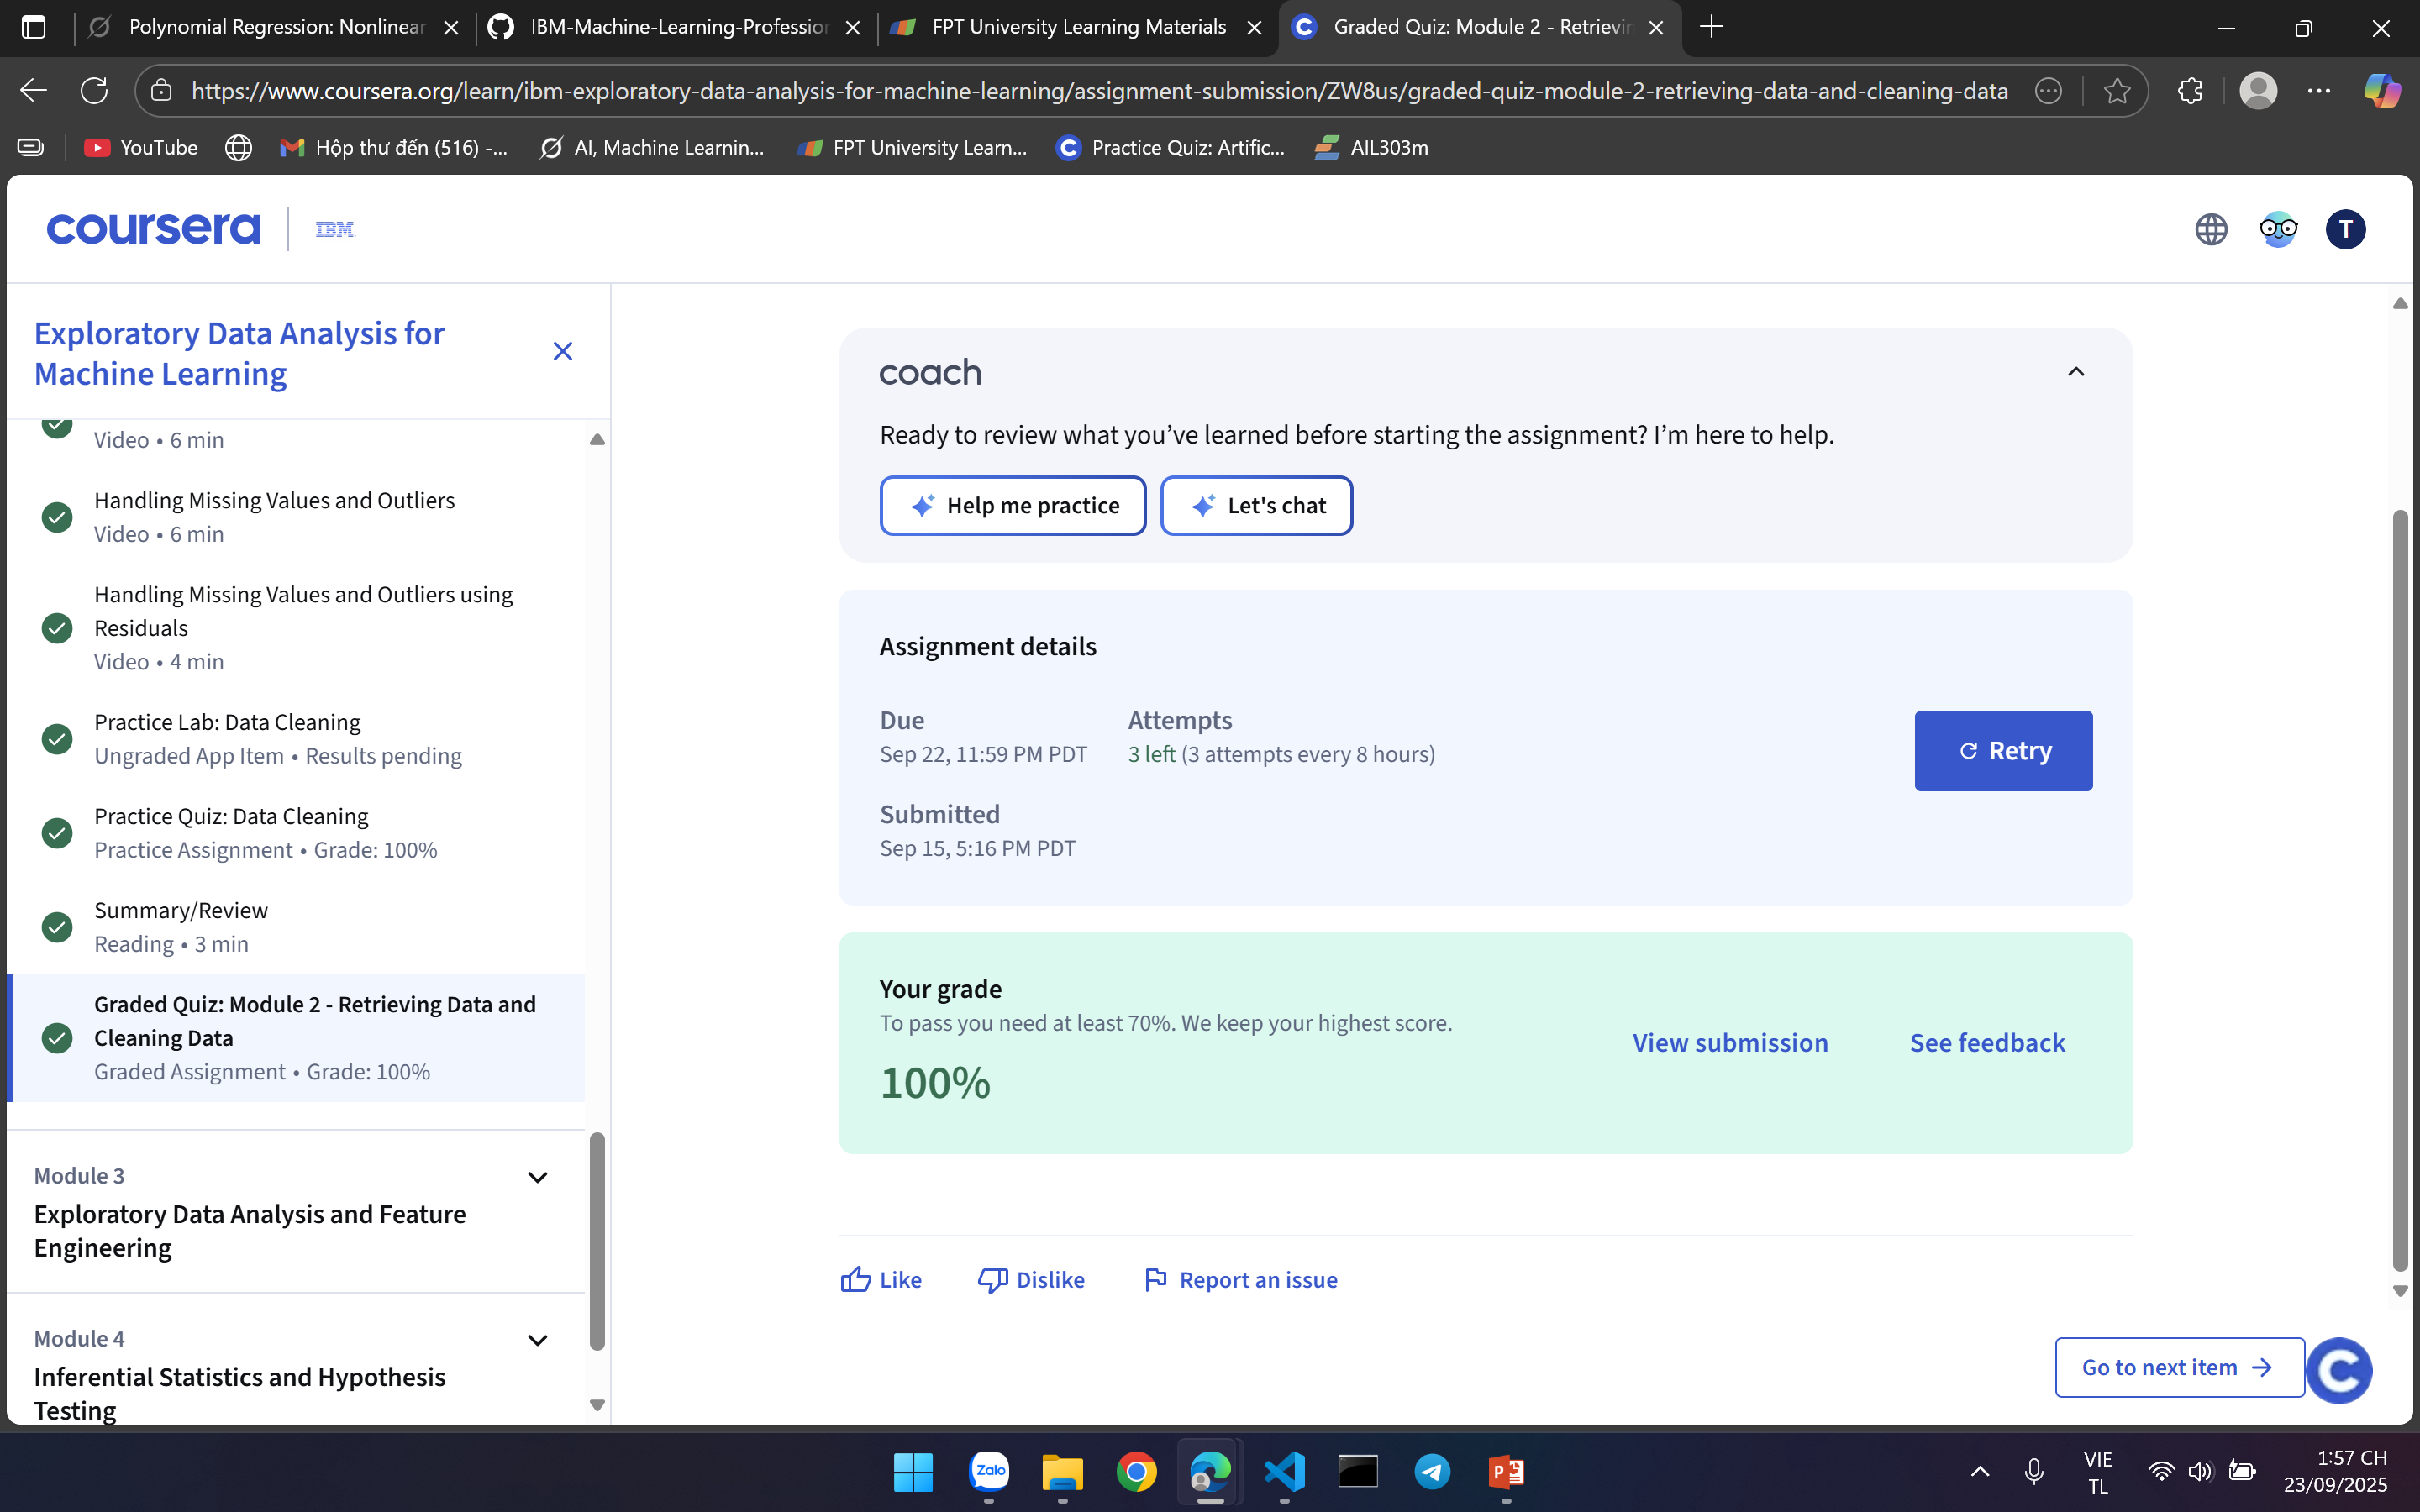 Polynomial Regression: Nonlinear
IBM-Machine-Learning-Profession
FPT University Learning Materials
Graded Quiz: Module 2 - Retrievin
https://www.coursera.org/learn/ibm-exploratory-data-analysis-for-machine-learning/assignment-submission/ZW8us/graded-quiz-module-2-retrieving-data-and-cleaning-data
YouTube
Hộp thư đến (516) -...
AI, Machine Learnin...
FPT University Learn...
Practice Quiz: Artific...
AIL303m
coursera
IBM
T
Exploratory Data Analysis for
Machine Learning
Video • 6 min
Handling Missing Values and Outliers
Video • 6 min
Handling Missing Values and Outliers using
Residuals
Video • 4 min
Practice Lab: Data Cleaning
Ungraded App Item • Results pending
Practice Quiz: Data Cleaning
Practice Assignment • Grade: 100%
Summary/Review
Reading • 3 min
Graded Quiz: Module 2 - Retrieving Data and
Cleaning Data
Graded Assignment • Grade: 100%
Module 3
Exploratory Data Analysis and Feature
Engineering
Module 4
Inferential Statistics and Hypothesis
Testing
coach
Ready to review what you’ve learned before starting the assignment? I’m here to help.
Help me practice
Let's chat
Assignment details
Due
Sep 22, 11:59 PM PDT
Attempts
3 left (3 attempts every 8 hours)
Retry
Submitted
Sep 15, 5:16 PM PDT
Your grade
To pass you need at least 70%. We keep your highest score.
100%
View submission
See feedback
Like
Dislike
Report an issue
Go to next item
Zalo
VIE
TL
1:57 CH
23/09/2025